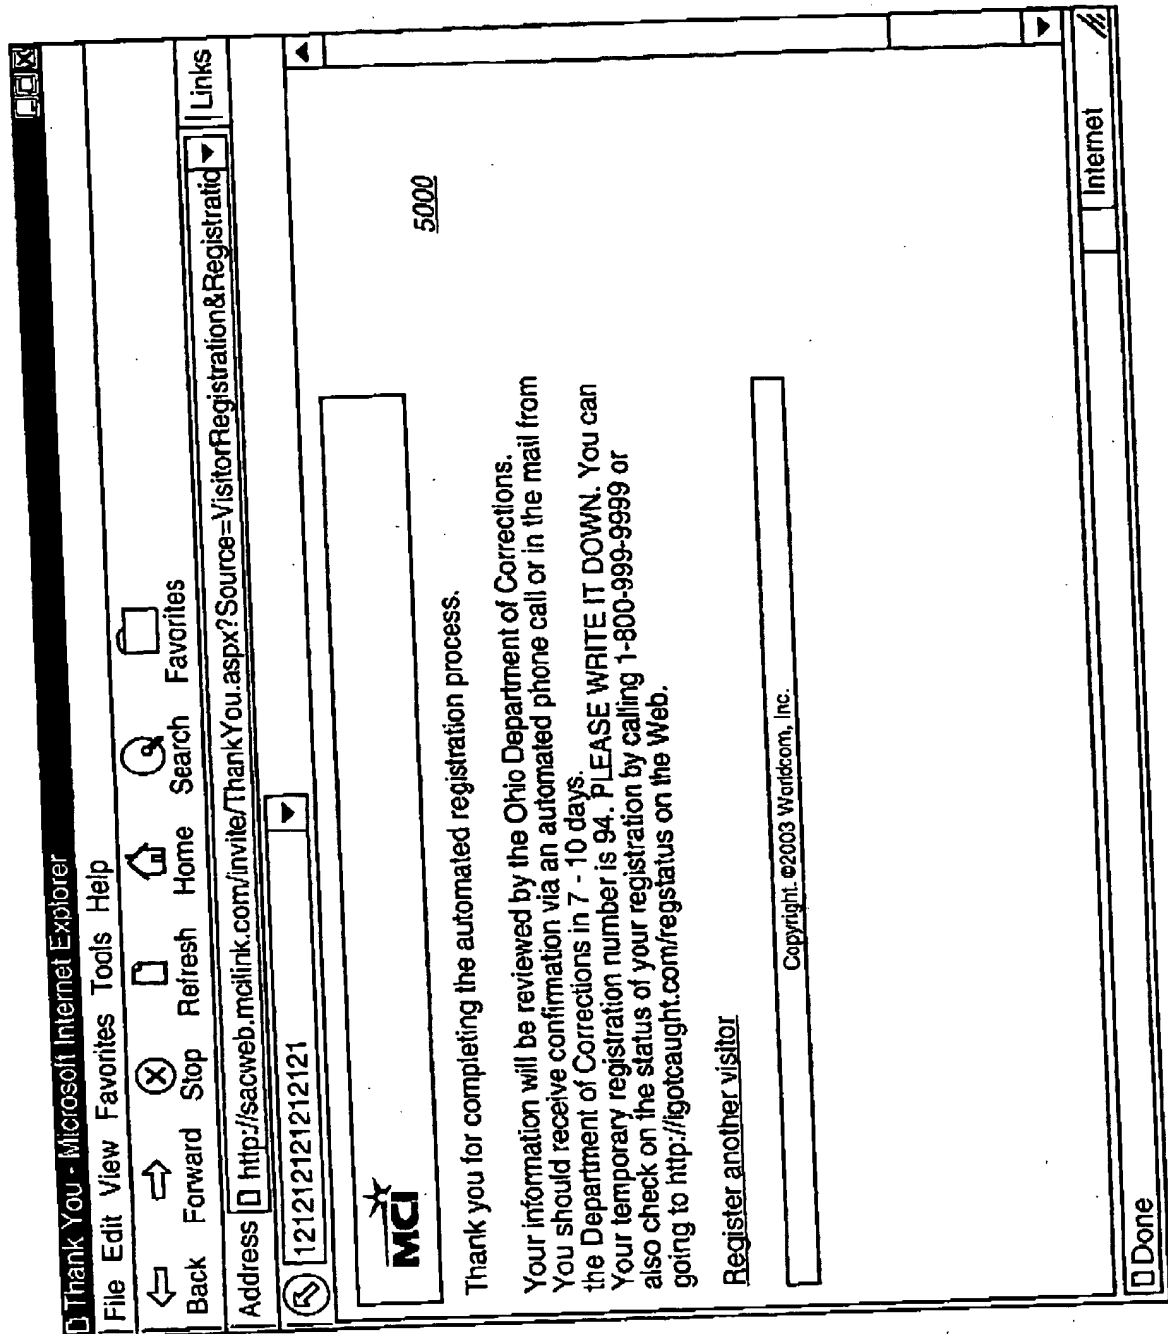 Thank You - Microsoft Internet Explorer
File Edit View Favorites Tools Help
Back Forward Stop Refresh Home Search Favorites
Address http://sacweb.mcilink.com/invite/ThankYou.aspx?Source=VisitorRegistration&Registratio Links
121212121212121
MCI
5000
Thank you for completing the automated registration process.
Your information will be reviewed by the Ohio Department of Corrections.
You should receive confirmation via an automated phone call or in the mail from
the Department of Corrections in 7 - 10 days.
Your temporary registration number is 94. PLEASE WRITE IT DOWN. You can
also check on the status of your registration by calling 1-800-999-9999 or
going to http://igotcaught.com/regstatus on the Web.
Register another visitor
Copyright. ©2003 Worldcom, Inc.
Done Internet